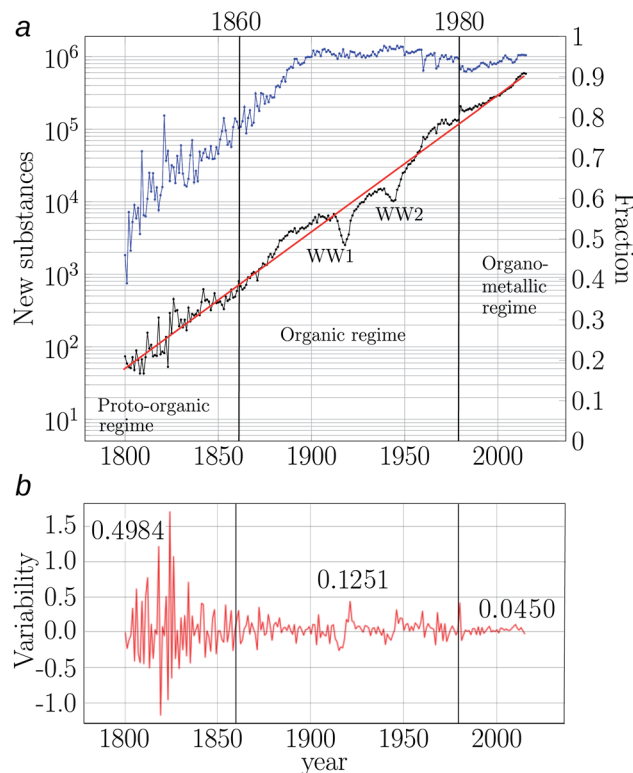 a
1860
1980
10^6
10^5
10^4
10^3
10^2
10^1
New substances
1
0.9
0.8
0.7
0.6
0.5
0.4
0.3
0.2
0.1
0
Fraction
WW1
WW2
Organo-
metallic
regime
Organic regime
Proto-organic
regime
1800
1850
1900
1950
2000
b
1.5
1.0
0.5
0.0
-0.5
-1.0
Variability
0.4984
0.1251
0.0450
1800
1850
1900
1950
2000
year